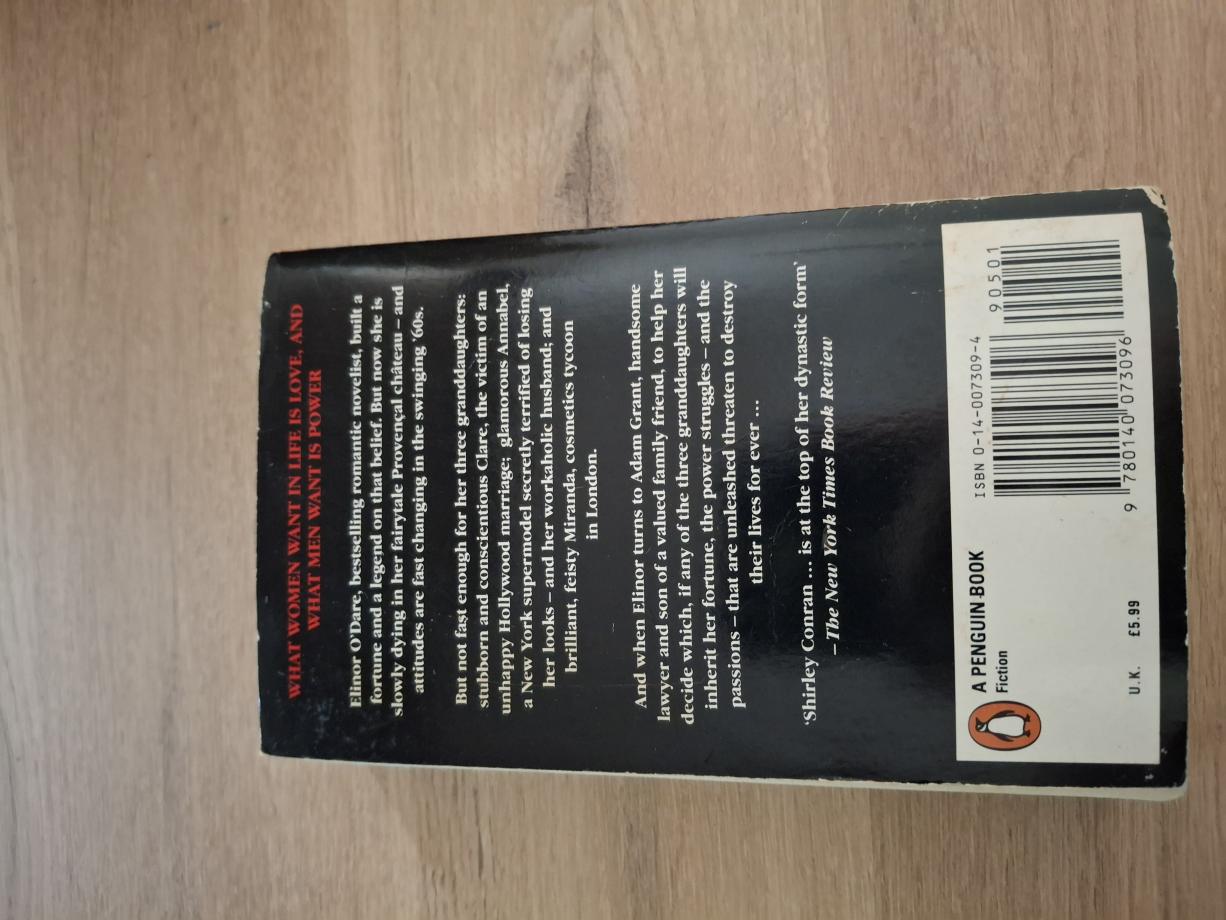 WHAT WOMEN WANT IN LIFE IS LOVE, AND
WHAT MEN WANT IS POWER
Elinor O'Dare, bestselling romantic novelist, built a
fortune and a legend on that belief. But now she is
slowly dying in her fairytale Provençal château – and
attitudes are fast changing in the swinging '60s.
But not fast enough for her three granddaughters:
stubborn and conscientious Clare, the victim of an
unhappy Hollywood marriage; glamorous Annabel,
a New York supermodel secretly terrified of losing
her looks – and her workaholic husband; and
brilliant, feisty Miranda, cosmetics tycoon
in London.
And when Elinor turns to Adam Grant, handsome
lawyer and son of a valued family friend, to help her
decide which, if any of the three granddaughters will
inherit her fortune, the power struggles – and the
passions – that are unleashed threaten to destroy
their lives for ever ...
'Shirley Conran ... is at the top of her dynastic form'
– The New York Times Book Review
A PENGUIN BOOK
Fiction
U.K. £5.99
ISBN 0-14-007309-4
90501
9 780140 073096